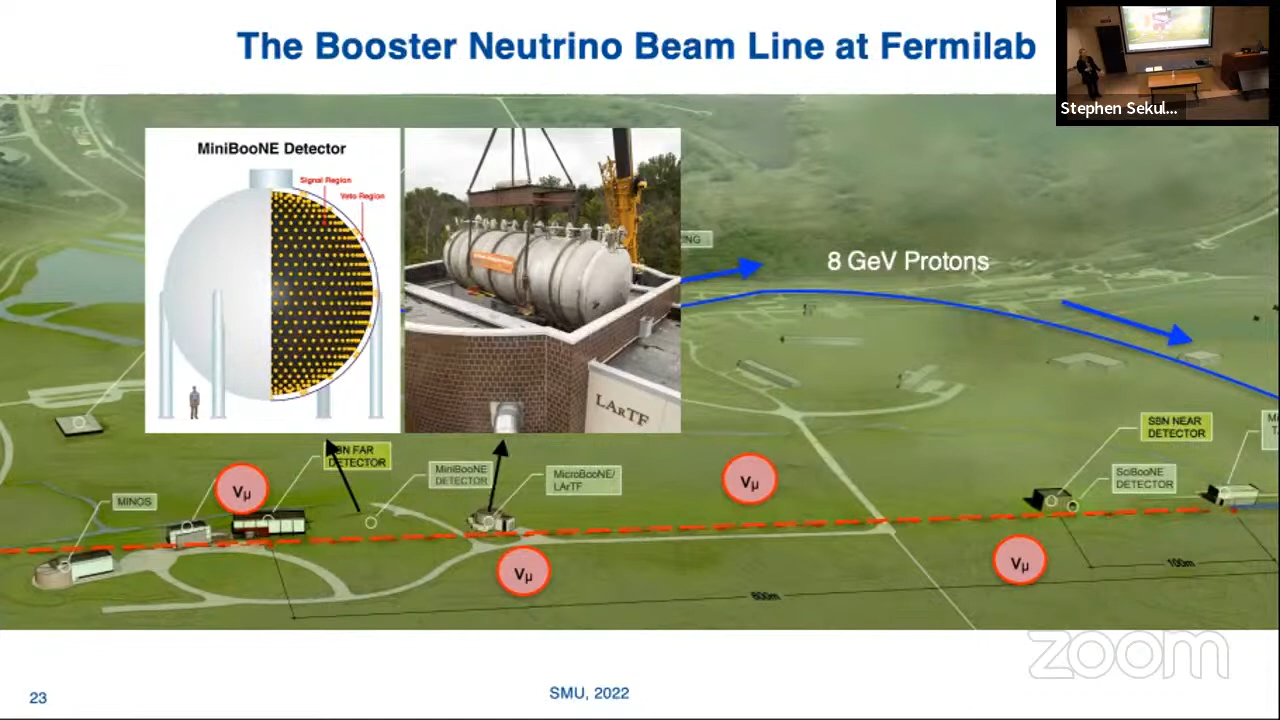 The Booster Neutrino Beam Line at Fermilab
Stephen Sekul...
MiniBooNE Detector
Signal Region
Veto Region
8 GeV Protons
LArTF
SBN NEAR
DETECTOR
SciBooNE
DETECTOR
FAR
DETECTOR
MiniBooNE
DETECTOR
MicroBooNE/
LArTF
MINOS
νμ
νμ
νμ
νμ
100m
600m
zoom
23
SMU, 2022